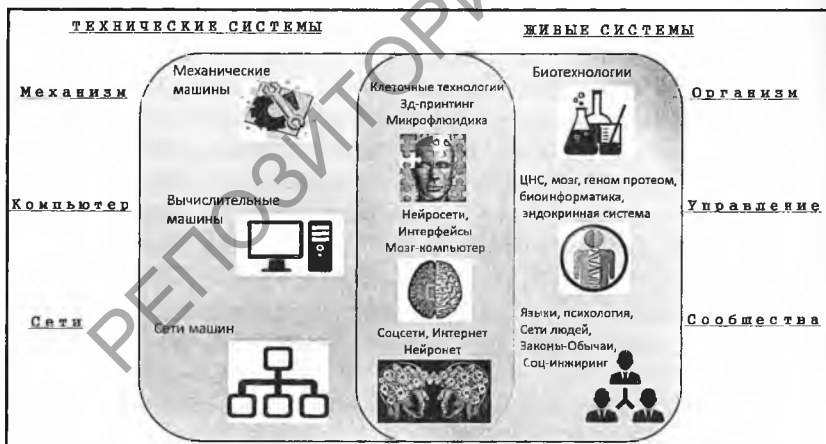 ТЕХНИЧЕСКИЕ СИСТЕМЫ
ЖИВЫЕ СИСТЕМЫ
Механизм
Механические
машины
Клеточные технологии
3д-принтинг
Микрофлюидика
Биотехнологии
Организм
Компьютер
Вычислительные
машины
Нейросети,
Интерфейсы
Мозг-компьютер
ЦНС, мозг, геном протеом,
биоинформатика,
эндокринная система
Управление
Сети
Сети машин
Соцсети, Интернет
Нейронет
Языки, психология,
Сети людей,
Законы-Обычаи,
Соц-инжиринг
Сообщества
РЕПОЗИТОРИ